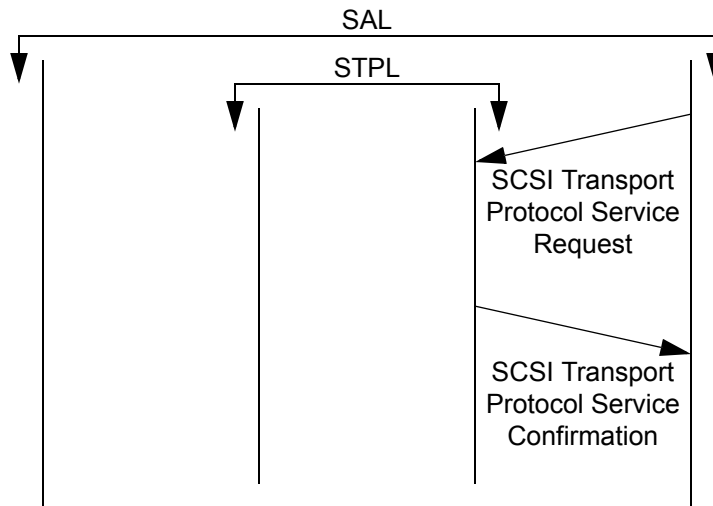 SAL
STPL
SCSI Transport
Protocol Service
Request
SCSI Transport
Protocol Service
Confirmation